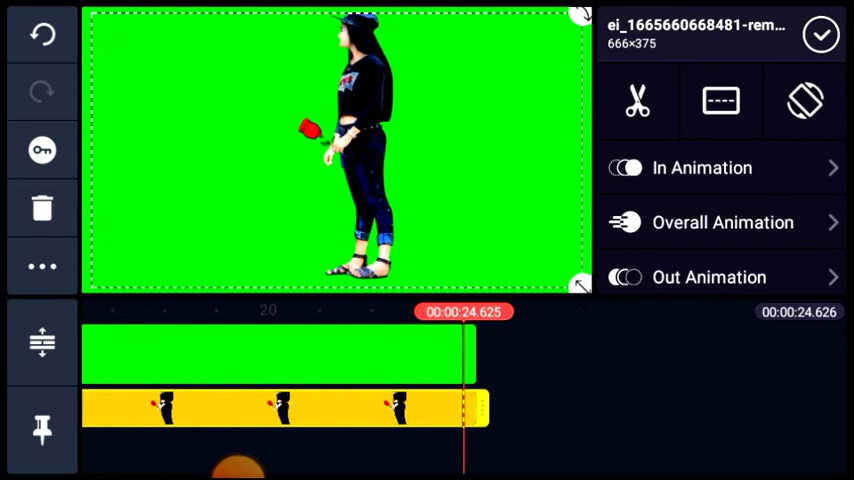 ei_1665660668481-rem...
666×375
In Animation
Overall Animation
Out Animation
20
00:00:24.625
00:00:24.626